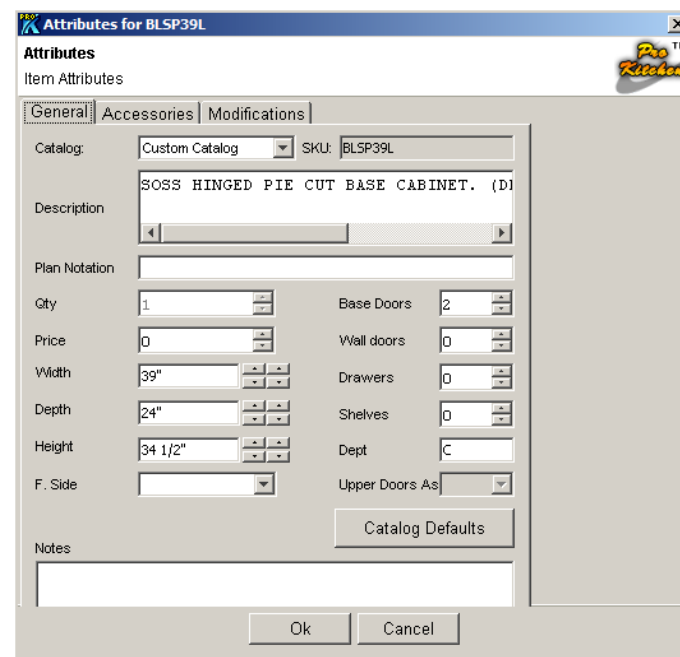 Attributes for BLSP39L
Attributes
Item Attributes
Pro Kitchen
General Accessories Modifications
Catalog: Custom Catalog SKU: BLSP39L
Description SOSS HINGED PIE CUT BASE CABINET.
Plan Notation
Qty 1 Base Doors 2
Price 0 Wall doors 0
Width 39" Drawers 0
Depth 24" Shelves 0
Height 34 1/2" Dept C
F. Side Upper Doors As
Catalog Defaults
Notes
Ok Cancel